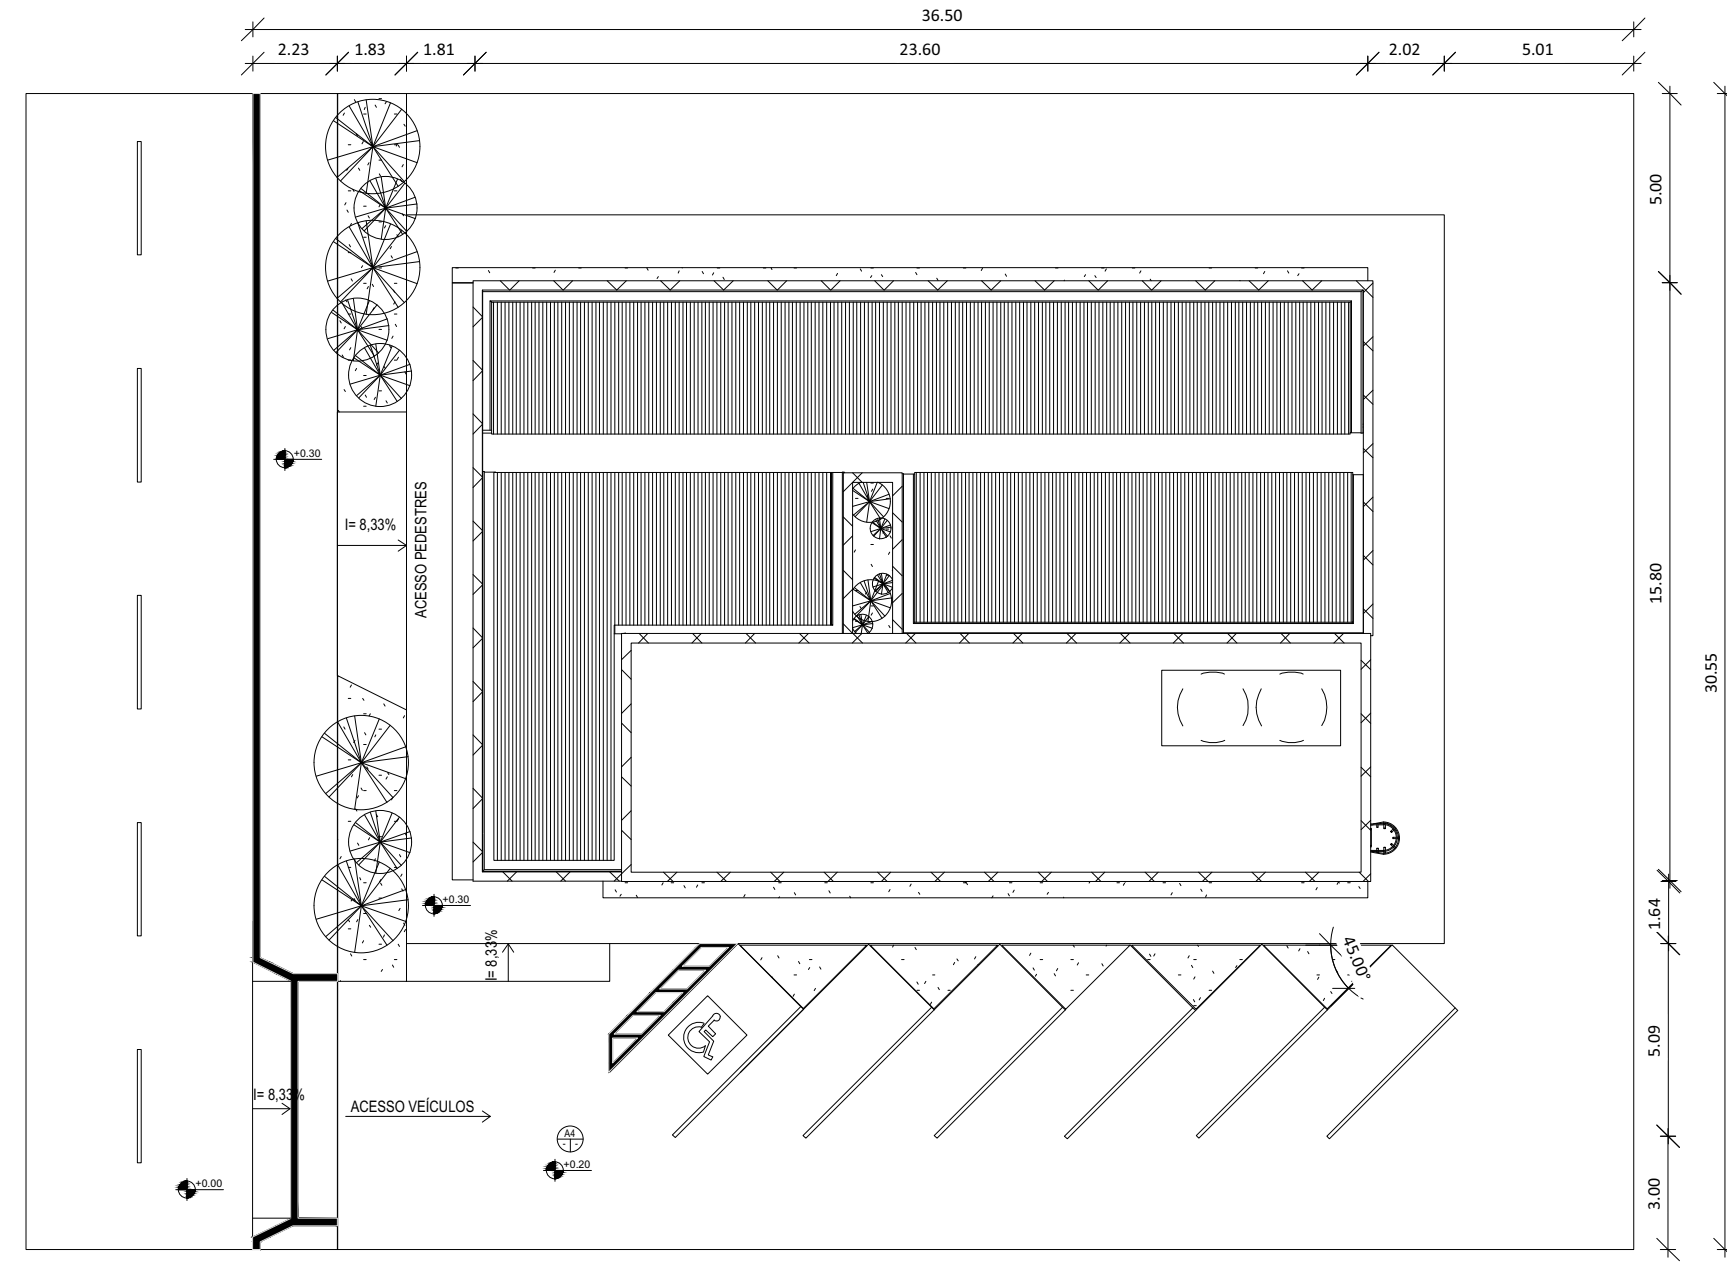 36.50
2.23 1.83 1.81 23.60 2.02 5.01
5.00
+0.30
I= 8,33%
ACESSO PEDESTRES
15.80
30.55
+0.30
1.64
I= 8,33%
45.00°
5.09
I= 8,33%
ACESSO VEÍCULOS
A4
- -
+0.20
+0.00
3.00